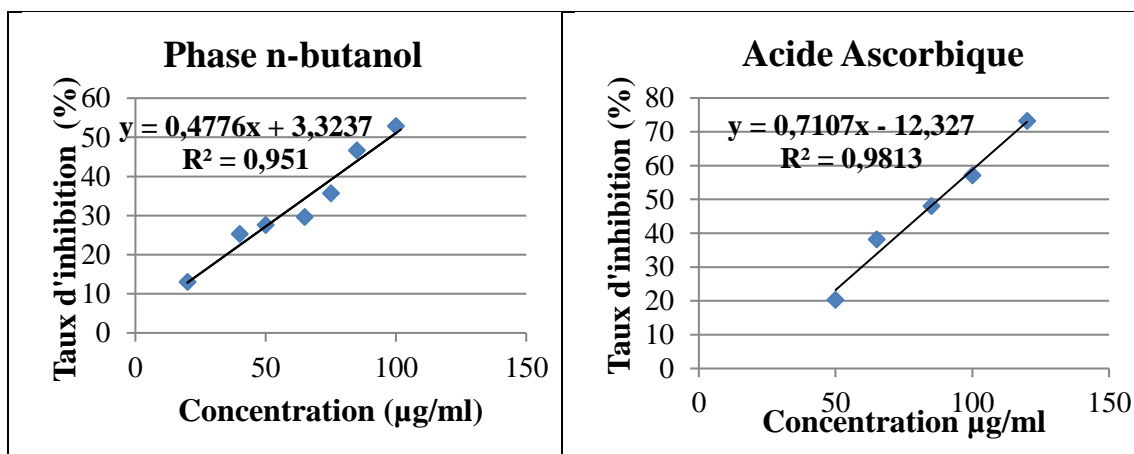 Phase n-butanol
Taux d'inhibition (%)
60
50
40
30
20
10
0
y = 0,4776x + 3,3237
R² = 0,951
0 50 100 150
Concentration (µg/ml)
Acide Ascorbique
Taux d'inhibition (%)
80
70
60
50
40
30
20
10
0
y = 0,7107x - 12,327
R² = 0,9813
0 50 100 150
Concentration µg/ml